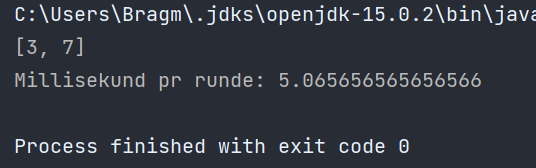 C:\Users\Bragm\.jdks\openjdk-15.0.2\bin\java
[3, 7]
Millisekund pr runde: 5.065656565656566
Process finished with exit code 0